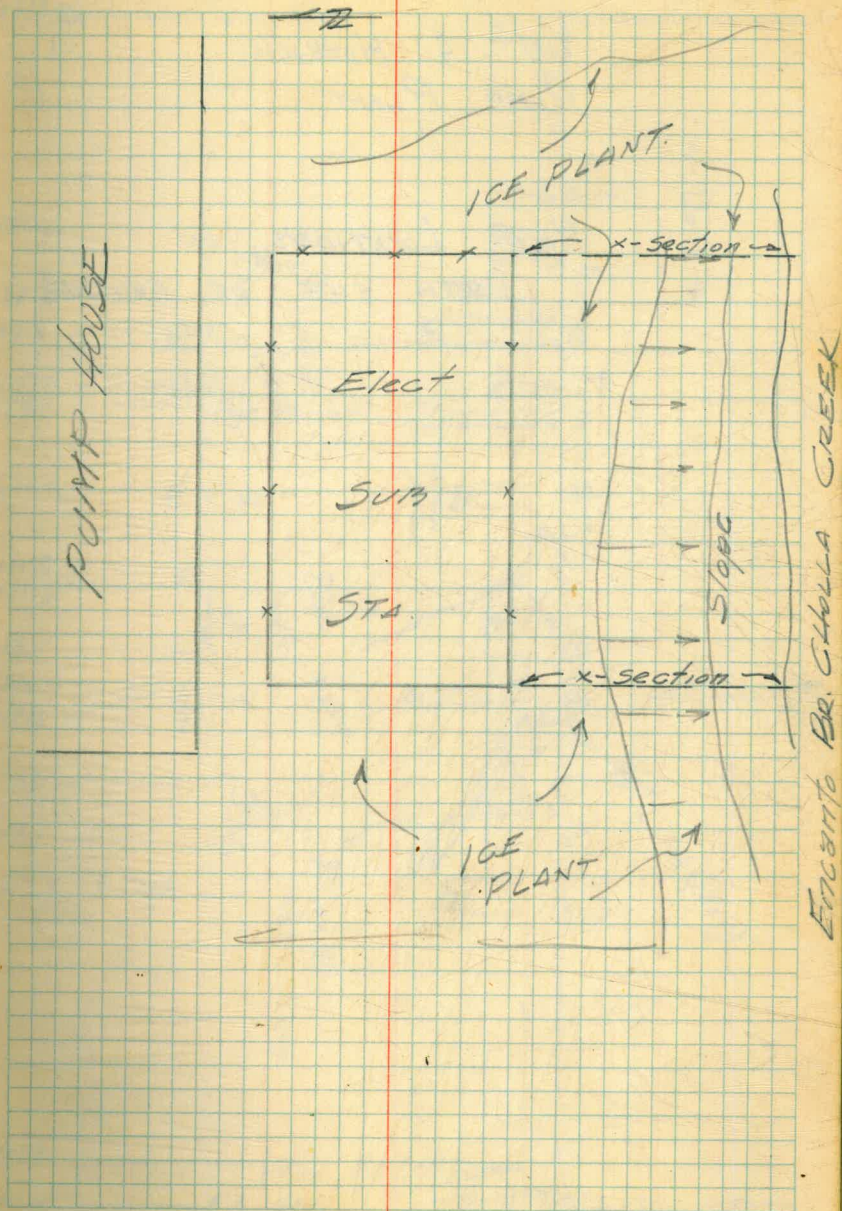 N
ICE PLANT.
x-section
PUMP HOUSE
Elect
SUB
STA.
Slope
x-section
ICE
PLANT.
Encanto BR. CHOLLA CREEK